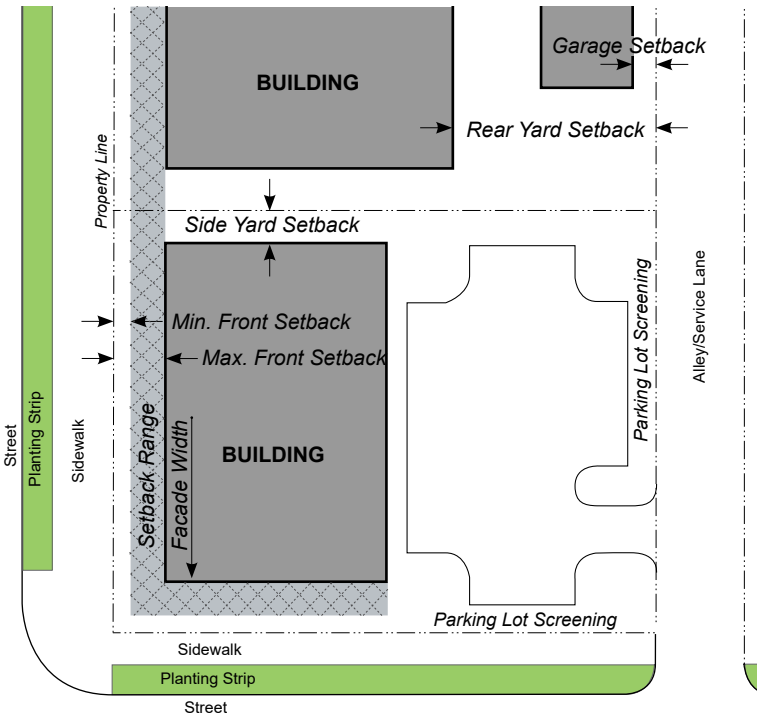 Garage Setback
BUILDING
Rear Yard Setback
Property Line
Side Yard Setback
Min. Front Setback
Max. Front Setback
Parking Lot Screening
Alley/Service Lane
Street
Planting Strip
Sidewalk
Setback Range
Facade Width
BUILDING
Parking Lot Screening
Sidewalk
Planting Strip
Street